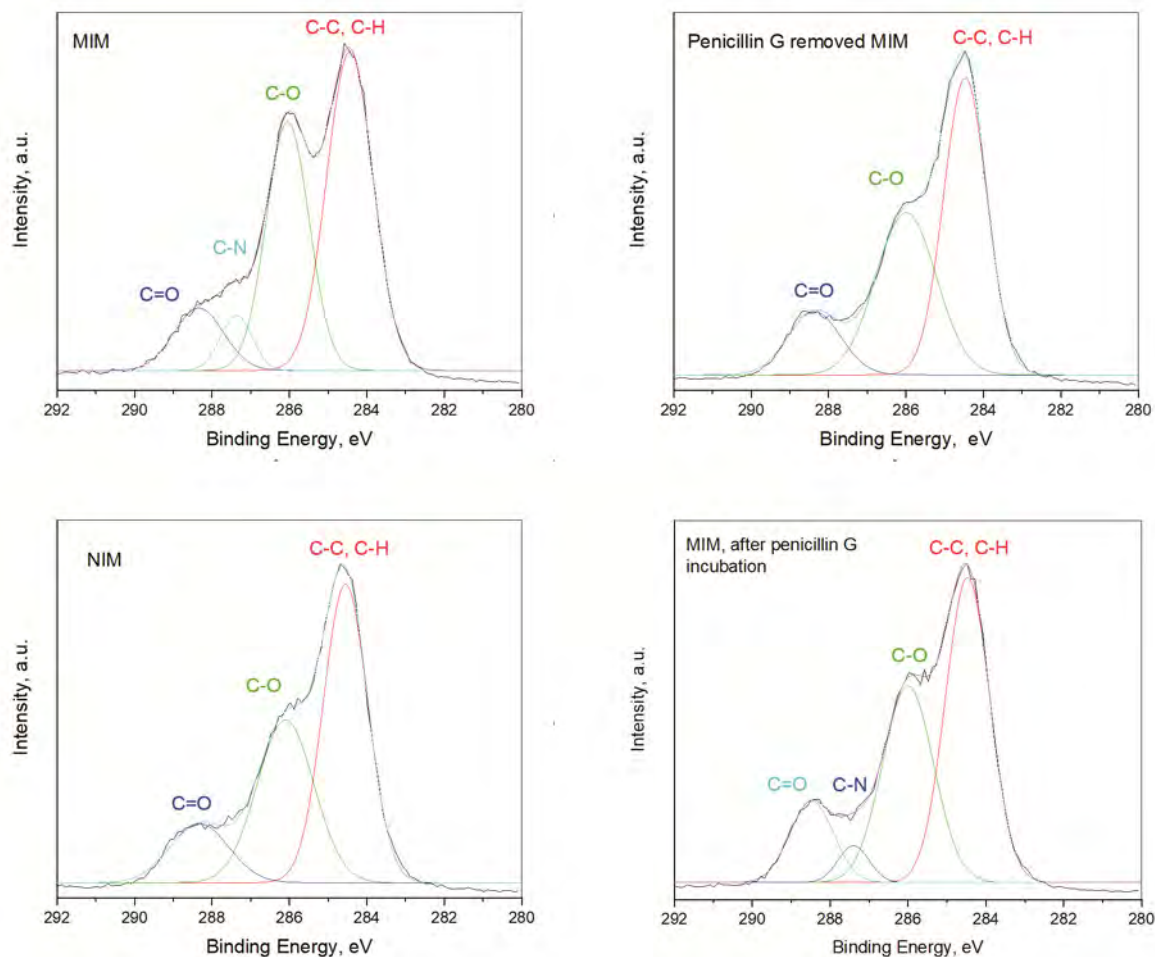 MIM
C-C, C-H
C-O
C-N
C=O
Intensity, a.u.
292 290 288 286 284 282 280
Binding Energy, eV
Penicillin G removed MIM
C-C, C-H
C-O
C=O
Intensity, a.u.
292 290 288 286 284 282 280
Binding Energy, eV
NIM
C-C, C-H
C-O
C=O
Intensity, a.u.
292 290 288 286 284 282 280
Binding Energy, eV
MIM, after penicillin G
incubation
C-C, C-H
C-O
C=O C-N
Intensity, a.u.
292 290 288 286 284 282 280
Binding Energy, eV